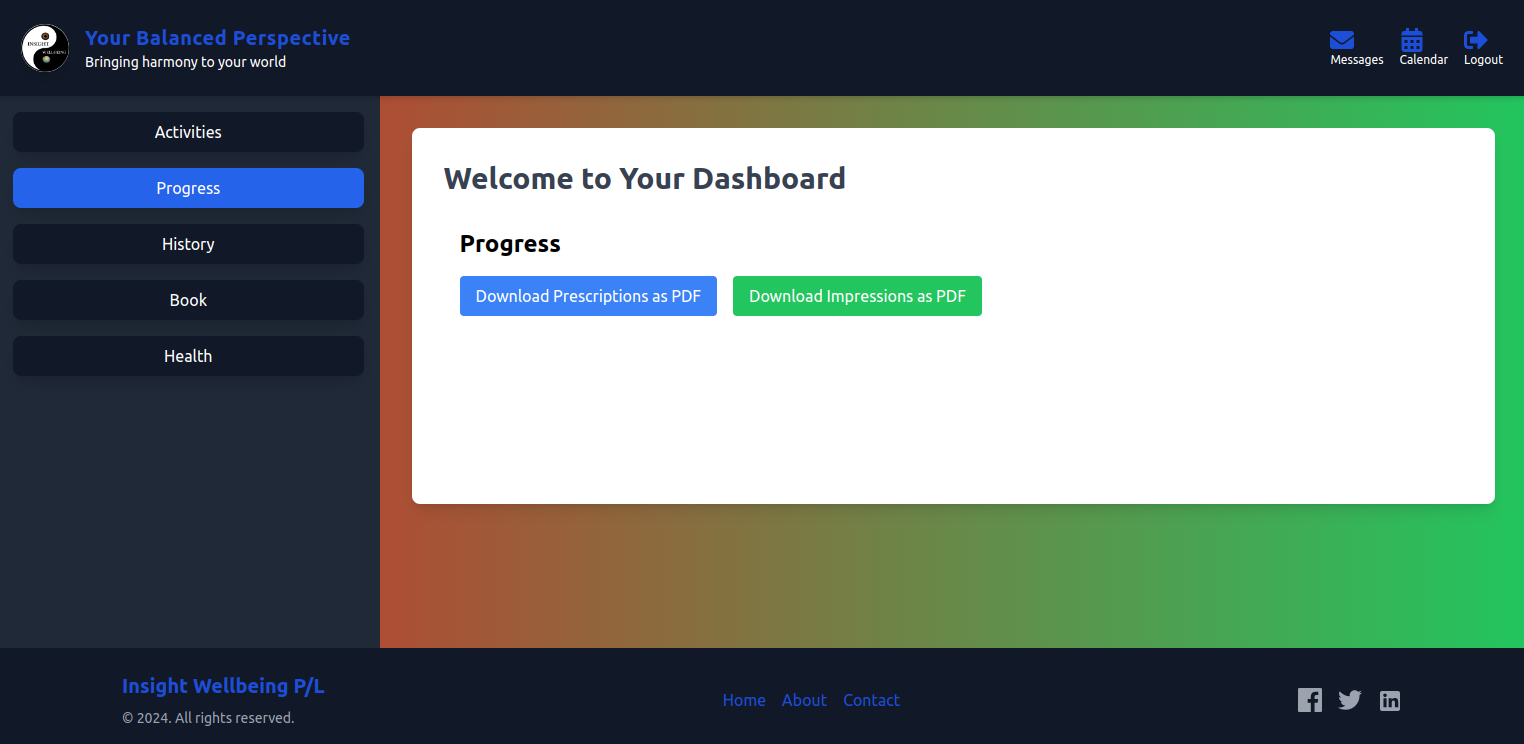 INSIGHT
WELL-BEING
Your Balanced Perspective
Bringing harmony to your world
Messages
Calendar
Logout
Activities
Progress
History
Book
Health
Welcome to Your Dashboard
Progress
Download Prescriptions as PDF
Download Impressions as PDF
Insight Wellbeing P/L
© 2024. All rights reserved.
Home
About
Contact